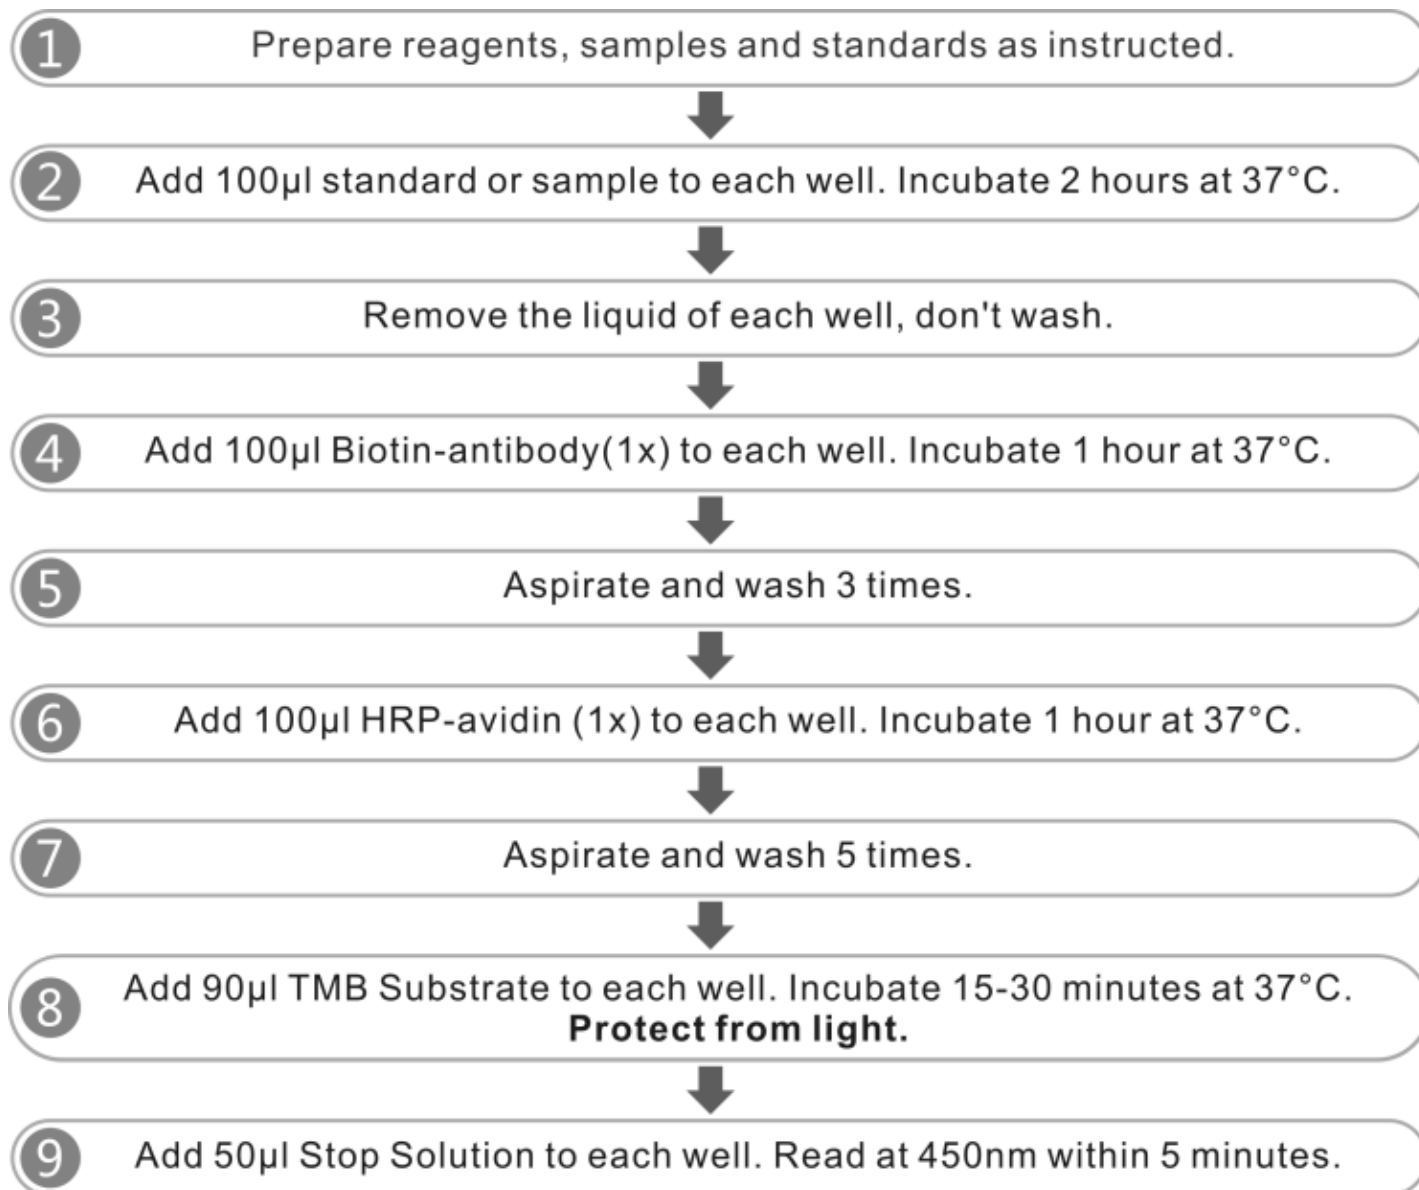 1 Prepare reagents, samples and standards as instructed.
2 Add 100µl standard or sample to each well. Incubate 2 hours at 37°C.
3 Remove the liquid of each well, don't wash.
4 Add 100µl Biotin-antibody(1x) to each well. Incubate 1 hour at 37°C.
5 Aspirate and wash 3 times.
6 Add 100µl HRP-avidin (1x) to each well. Incubate 1 hour at 37°C.
7 Aspirate and wash 5 times.
8 Add 90µl TMB Substrate to each well. Incubate 15-30 minutes at 37°C.
Protect from light.
9 Add 50µl Stop Solution to each well. Read at 450nm within 5 minutes.